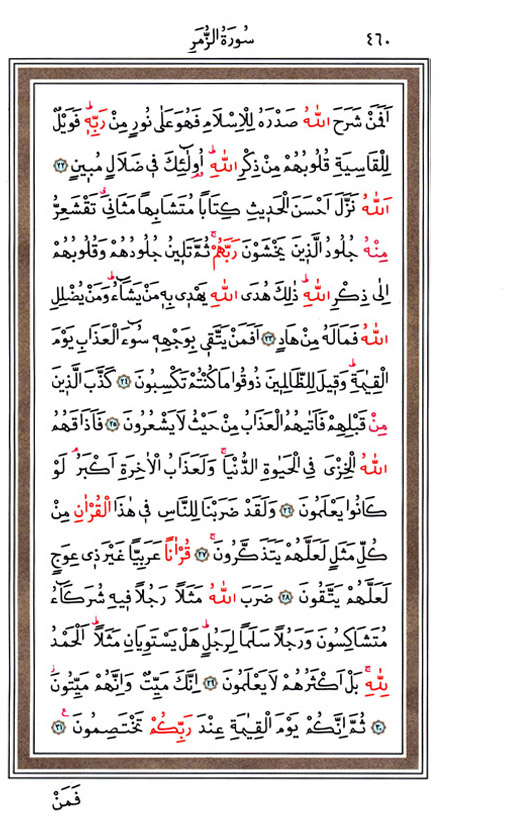 ٤٦٠ سُورَةُ الزُّمَرِ
اَفَمَنْ شَرَحَ اللّٰهُ صَدْرَهُ لِلْاِسْلَامِ فَهُوَ عَلٰى نُورٍ مِنْ رَبِّهٖۜ فَوَيْلٌ
لِلْقَاسِيَةِ قُلُوبُهُمْ مِنْ ذِكْرِ اللّٰهِۜ اُو۬لٰٓئِكَ فٖي ضَلَالٍ مُبٖينٍ ﴿٢٢﴾
اَللّٰهُ نَزَّلَ اَحْسَنَ الْحَدٖيثِ كِتَابًا مُتَشَابِهًا مَثَانِيَۗ تَقْشَعِرُّ
مِنْهُ جُلُودُ الَّذٖينَ يَخْشَوْنَ رَبَّهُمْۚ ثُمَّ تَلٖينُ جُلُودُهُمْ وَقُلُوبُهُمْ
اِلٰى ذِكْرِ اللّٰهِۜ ذٰلِكَ هُدَى اللّٰهِ يَهْدٖي بِهٖ مَنْ يَشَٓاءُۜ وَمَنْ يُضْلِلِ
اللّٰهُ فَمَا لَهُ مِنْ هَادٍ ﴿٢٣﴾ اَفَمَنْ يَتَّقٖي بِوَجْهِهٖ سُٓوءَ الْعَذَابِ يَوْمَ
الْقِيٰمَةِۜ وَقٖيلَ لِلظَّالِمٖينَ ذُوقُوا مَا كُنْتُمْ تَكْسِبُونَ ﴿٢٤﴾ كَذَّبَ الَّذٖينَ
مِنْ قَبْلِهِمْ فَاَتٰيهُمُ الْعَذَابُ مِنْ حَيْثُ لَا يَشْعُرُونَ ﴿٢٥﴾ فَاَذَاقَهُمُ
اللّٰهُ الْخِزْيَ فِي الْحَيٰوةِ الدُّنْيَاۚ وَلَعَذَابُ الْاٰخِرَةِ اَكْبَرُۢ لَوْ
كَانُوا يَعْلَمُونَ ﴿٢٦﴾ وَلَقَدْ ضَرَبْنَا لِلنَّاسِ فٖي هٰذَا الْقُرْاٰنِ مِنْ
كُلِّ مَثَلٍ لَعَلَّهُمْ يَتَذَكَّرُونَۚ ﴿٢٧﴾ قُرْاٰنًا عَرَبِيًّا غَيْرَ ذٖي عِوَجٍ
لَعَلَّهُمْ يَتَّقُونَ ﴿٢٨﴾ ضَرَبَ اللّٰهُ مَثَلًا رَجُلًا فٖيهِ شُرَكَٓاءُ
مُتَشَاكِسُونَ وَرَجُلًا سَلَمًا لِرَجُلٍۜ هَلْ يَسْتَوِيَانِ مَثَلًاۜ اَلْحَمْدُ
لِلّٰهِۚ بَلْ اَكْثَرُهُمْ لَا يَعْلَمُونَ ﴿٢٩﴾ اِنَّكَ مَيِّتٌ وَاِنَّهُمْ مَيِّتُونَۘ
﴿٣٠﴾ ثُمَّ اِنَّكُمْ يَوْمَ الْقِيٰمَةِ عِنْدَ رَبِّكُمْ تَخْتَصِمُونَ ﴿٣١﴾
فَمَنْ